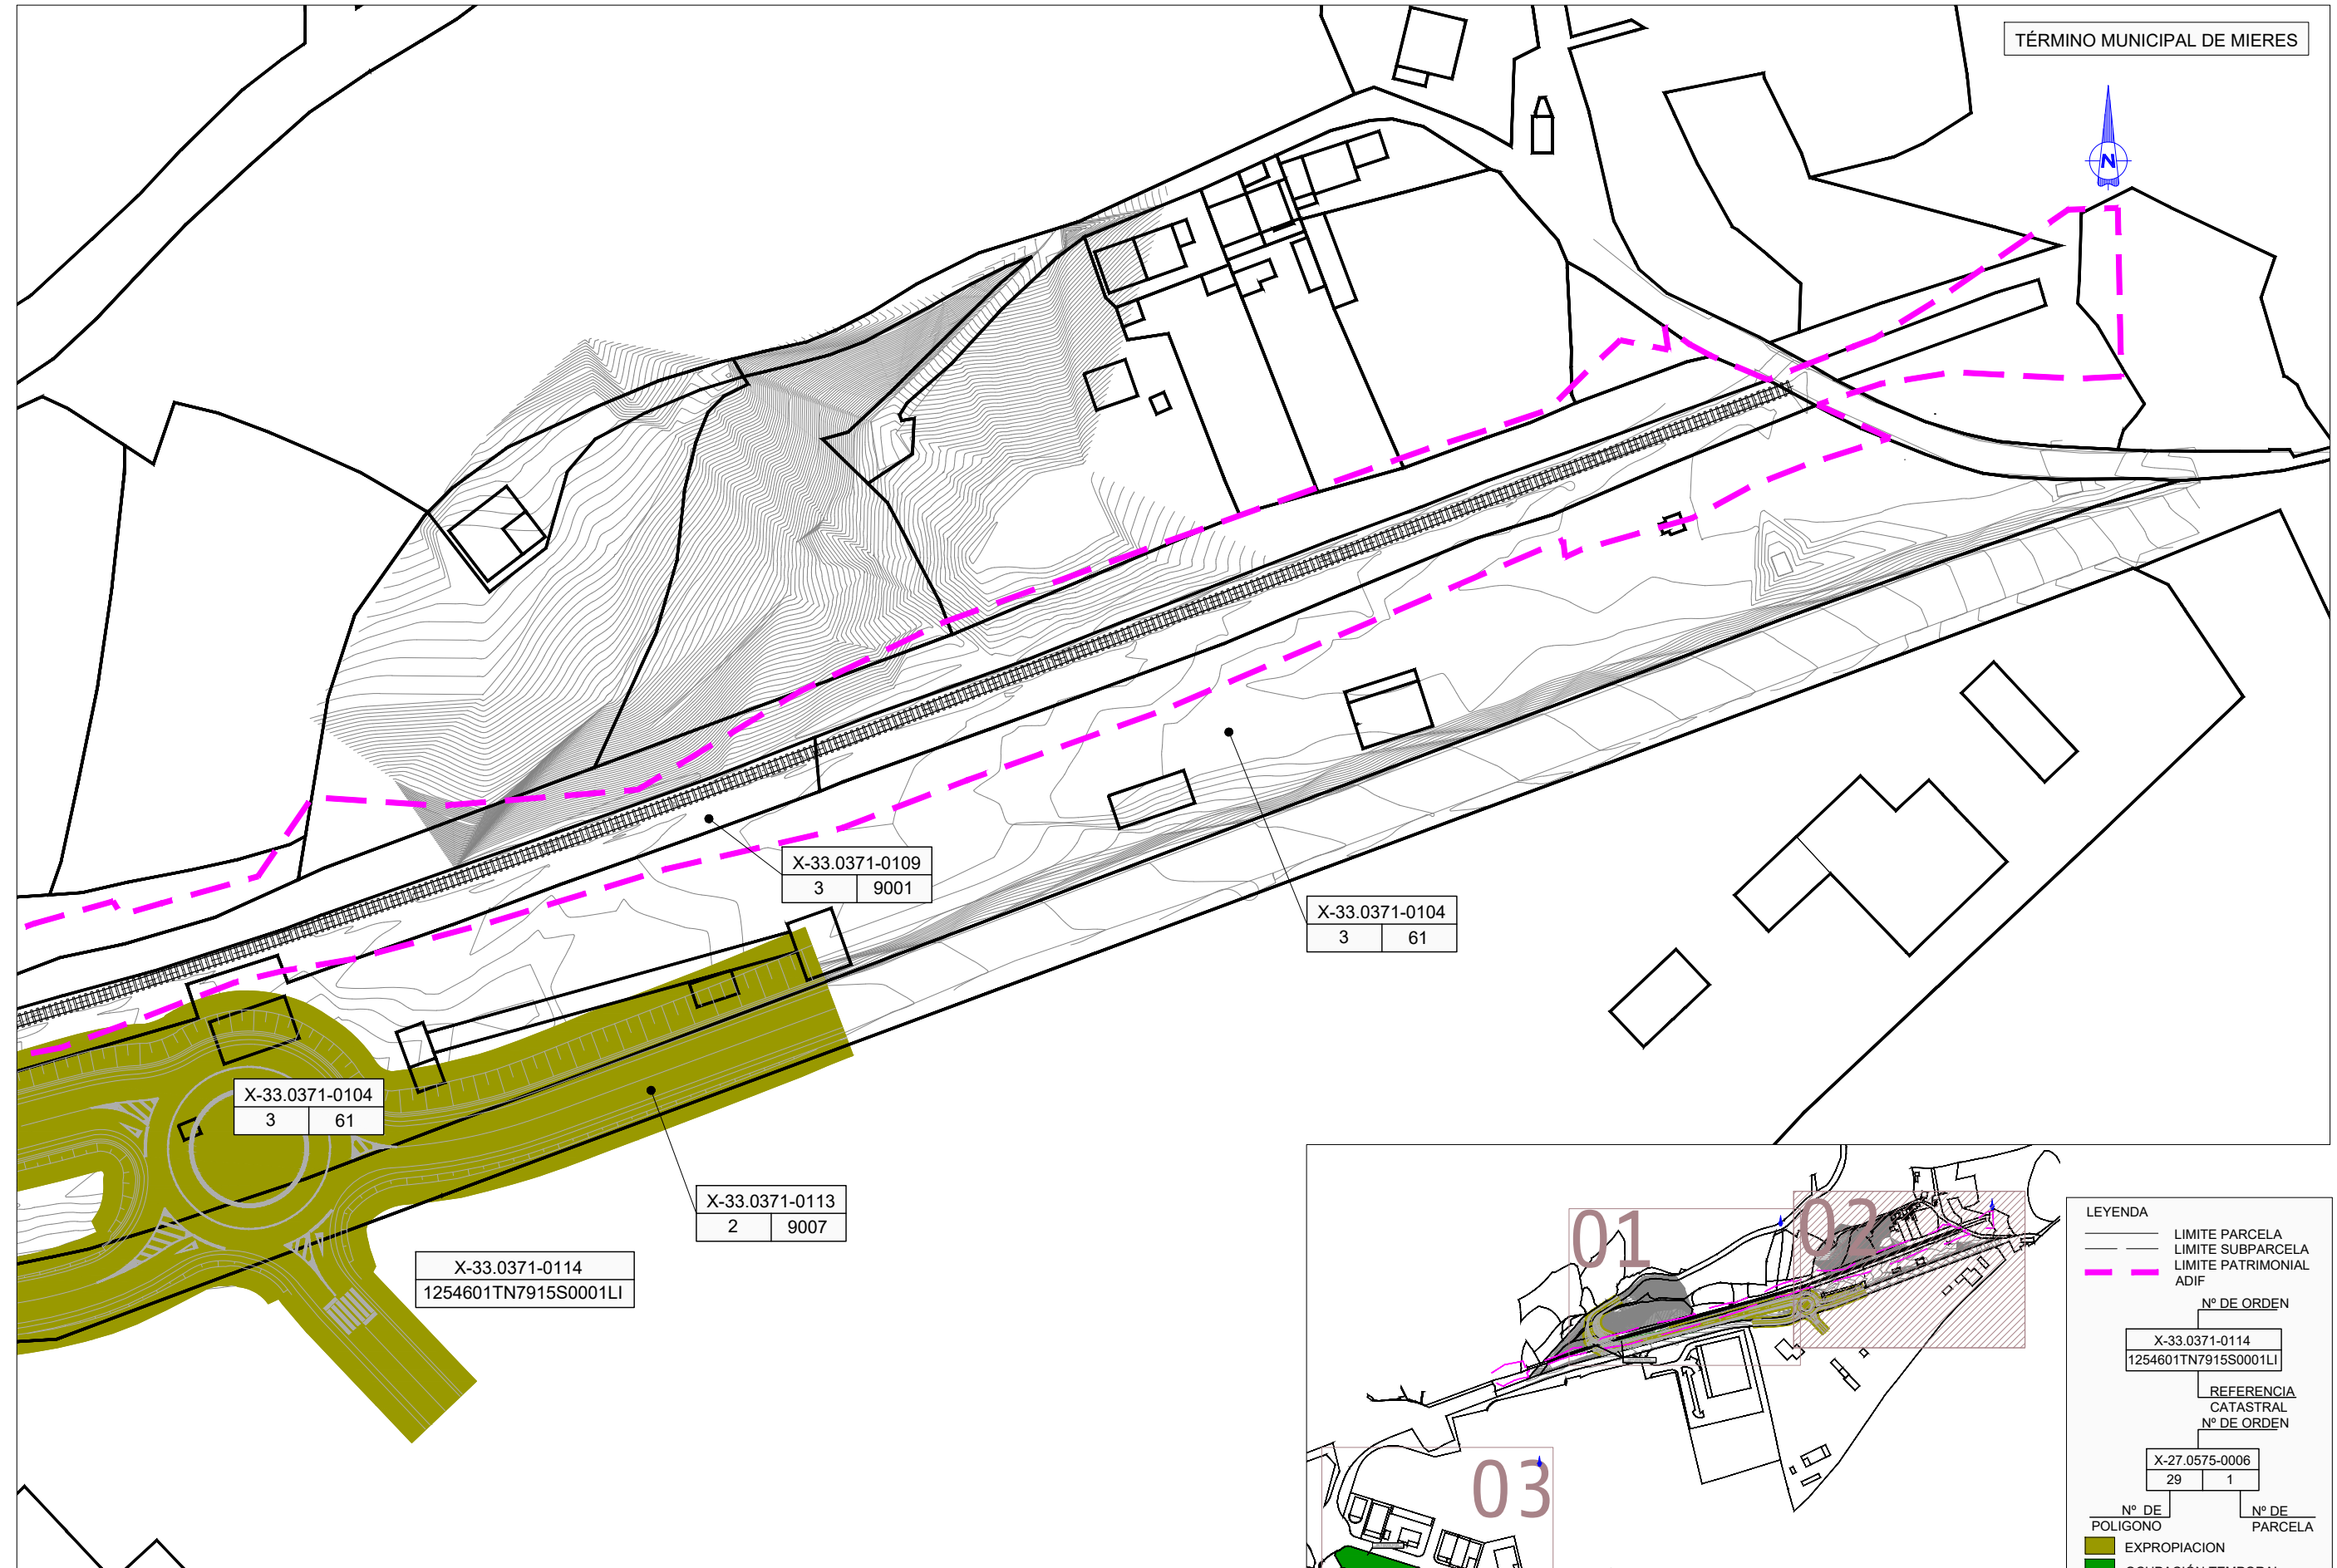 TÉRMINO MUNICIPAL DE MIERES
N
X-33.0371-0109
3 9001
X-33.0371-0104
3 61
X-33.0371-0104
3 61
X-33.0371-0113
2 9007
X-33.0371-0114
1254601TN7915S0001LI
01
02
03
LEYENDA
LIMITE PARCELA
LIMITE SUBPARCELA
LIMITE PATRIMONIAL
ADIF
Nº DE ORDEN
X-33.0371-0114
1254601TN7915S0001LI
REFERENCIA
CATASTRAL
Nº DE ORDEN
X-27.0575-0006
29 1
Nº DE POLIGONO
Nº DE PARCELA
EXPROPIACION
OCUPACIÓN TEMPORAL